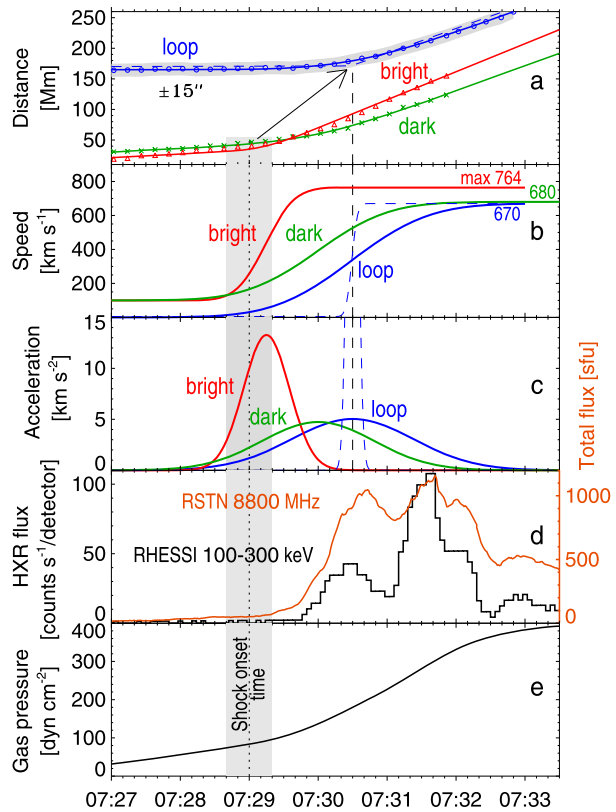 250
200
150
100
50
Distance
[Mm]
loop
±15″
bright
dark
a
800
600
400
200
Speed
[km s-1]
max 764
680
670
bright
dark
loop
b
15
10
5
0
Acceleration
[km s-2]
bright
dark
loop
c
Total flux [sfu]
100
50
0
HXR flux
[counts s-1/detector]
RSTN 8800 MHz
RHESSI 100-300 keV
d
1000
500
0
400
300
200
100
0
Gas pressure
[dyn cm-2]
Shock onset
time
e
07:27 07:28 07:29 07:30 07:31 07:32 07:33